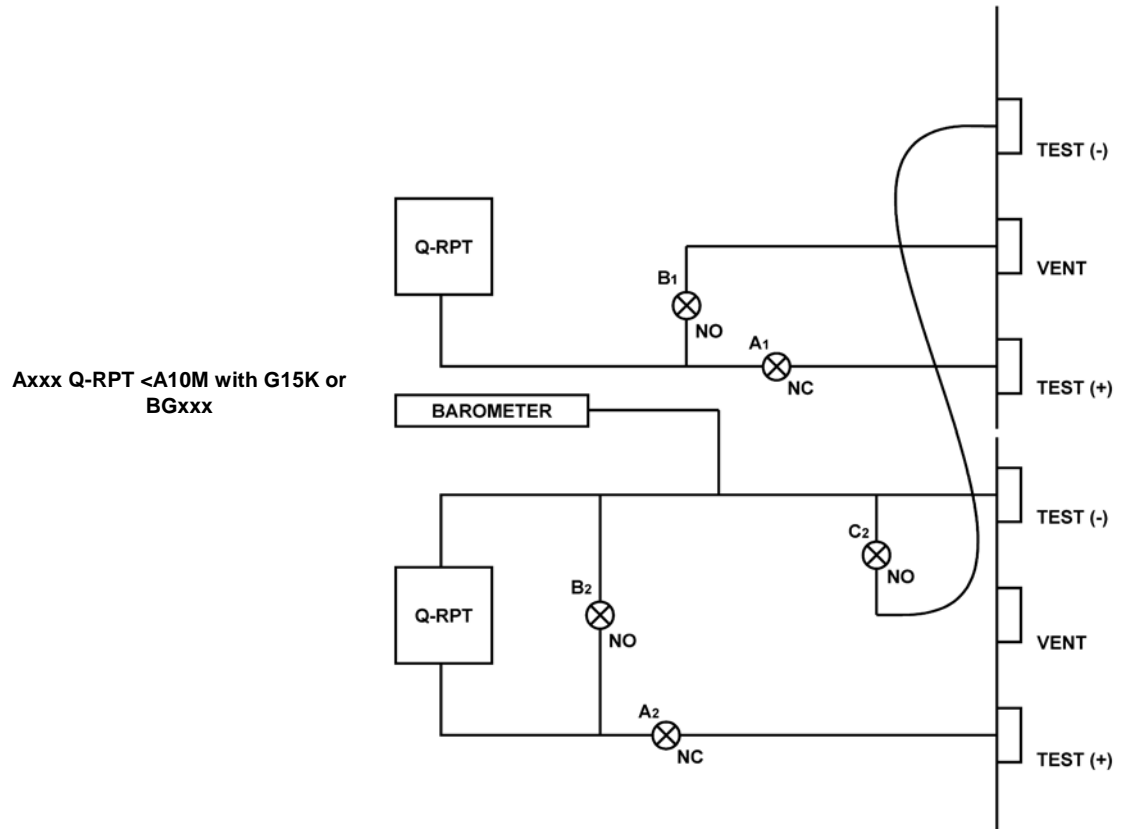 TEST (-)
Q-RPT
VENT
B1
NO
A1
NC
TEST (+)
Axxx Q-RPT <A10M with G15K or
BGxxx
BAROMETER
TEST (-)
C2
NO
Q-RPT
B2
NO
VENT
A2
NC
TEST (+)